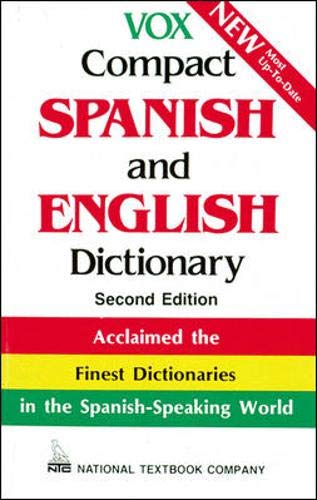 VOX
NEW
Most
Up-To-Date
Compact
SPANISH
and
ENGLISH
Dictionary
Second Edition
Acclaimed the
Finest Dictionaries
in the Spanish-Speaking World
NTC NATIONAL TEXTBOOK COMPANY